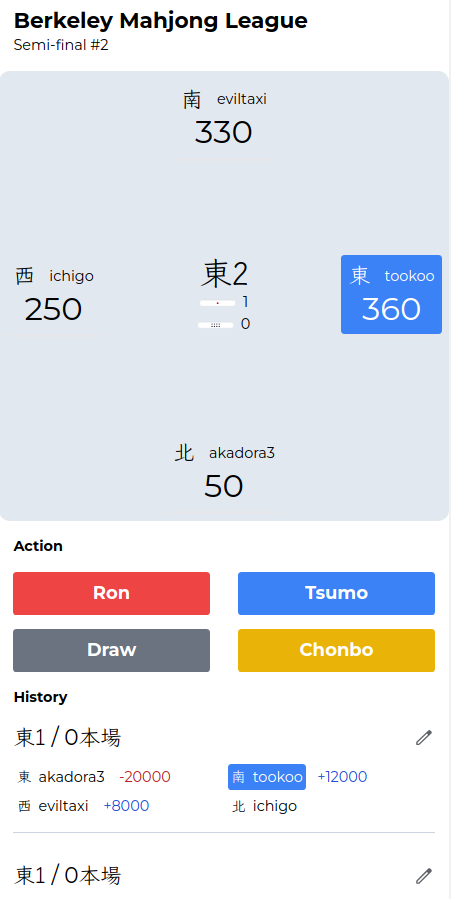 Berkeley Mahjong League
Semi-final #2
南 eviltaxi
330
西 ichigo
250
東2
1
0
東 tookoo
360
北 akadora3
50
Action
Ron Tsumo
Draw Chonbo
History
東1 / 0本場
東 akadora3 -20000 南 tookoo +12000
西 eviltaxi +8000 北 ichigo
東1 / 0本場